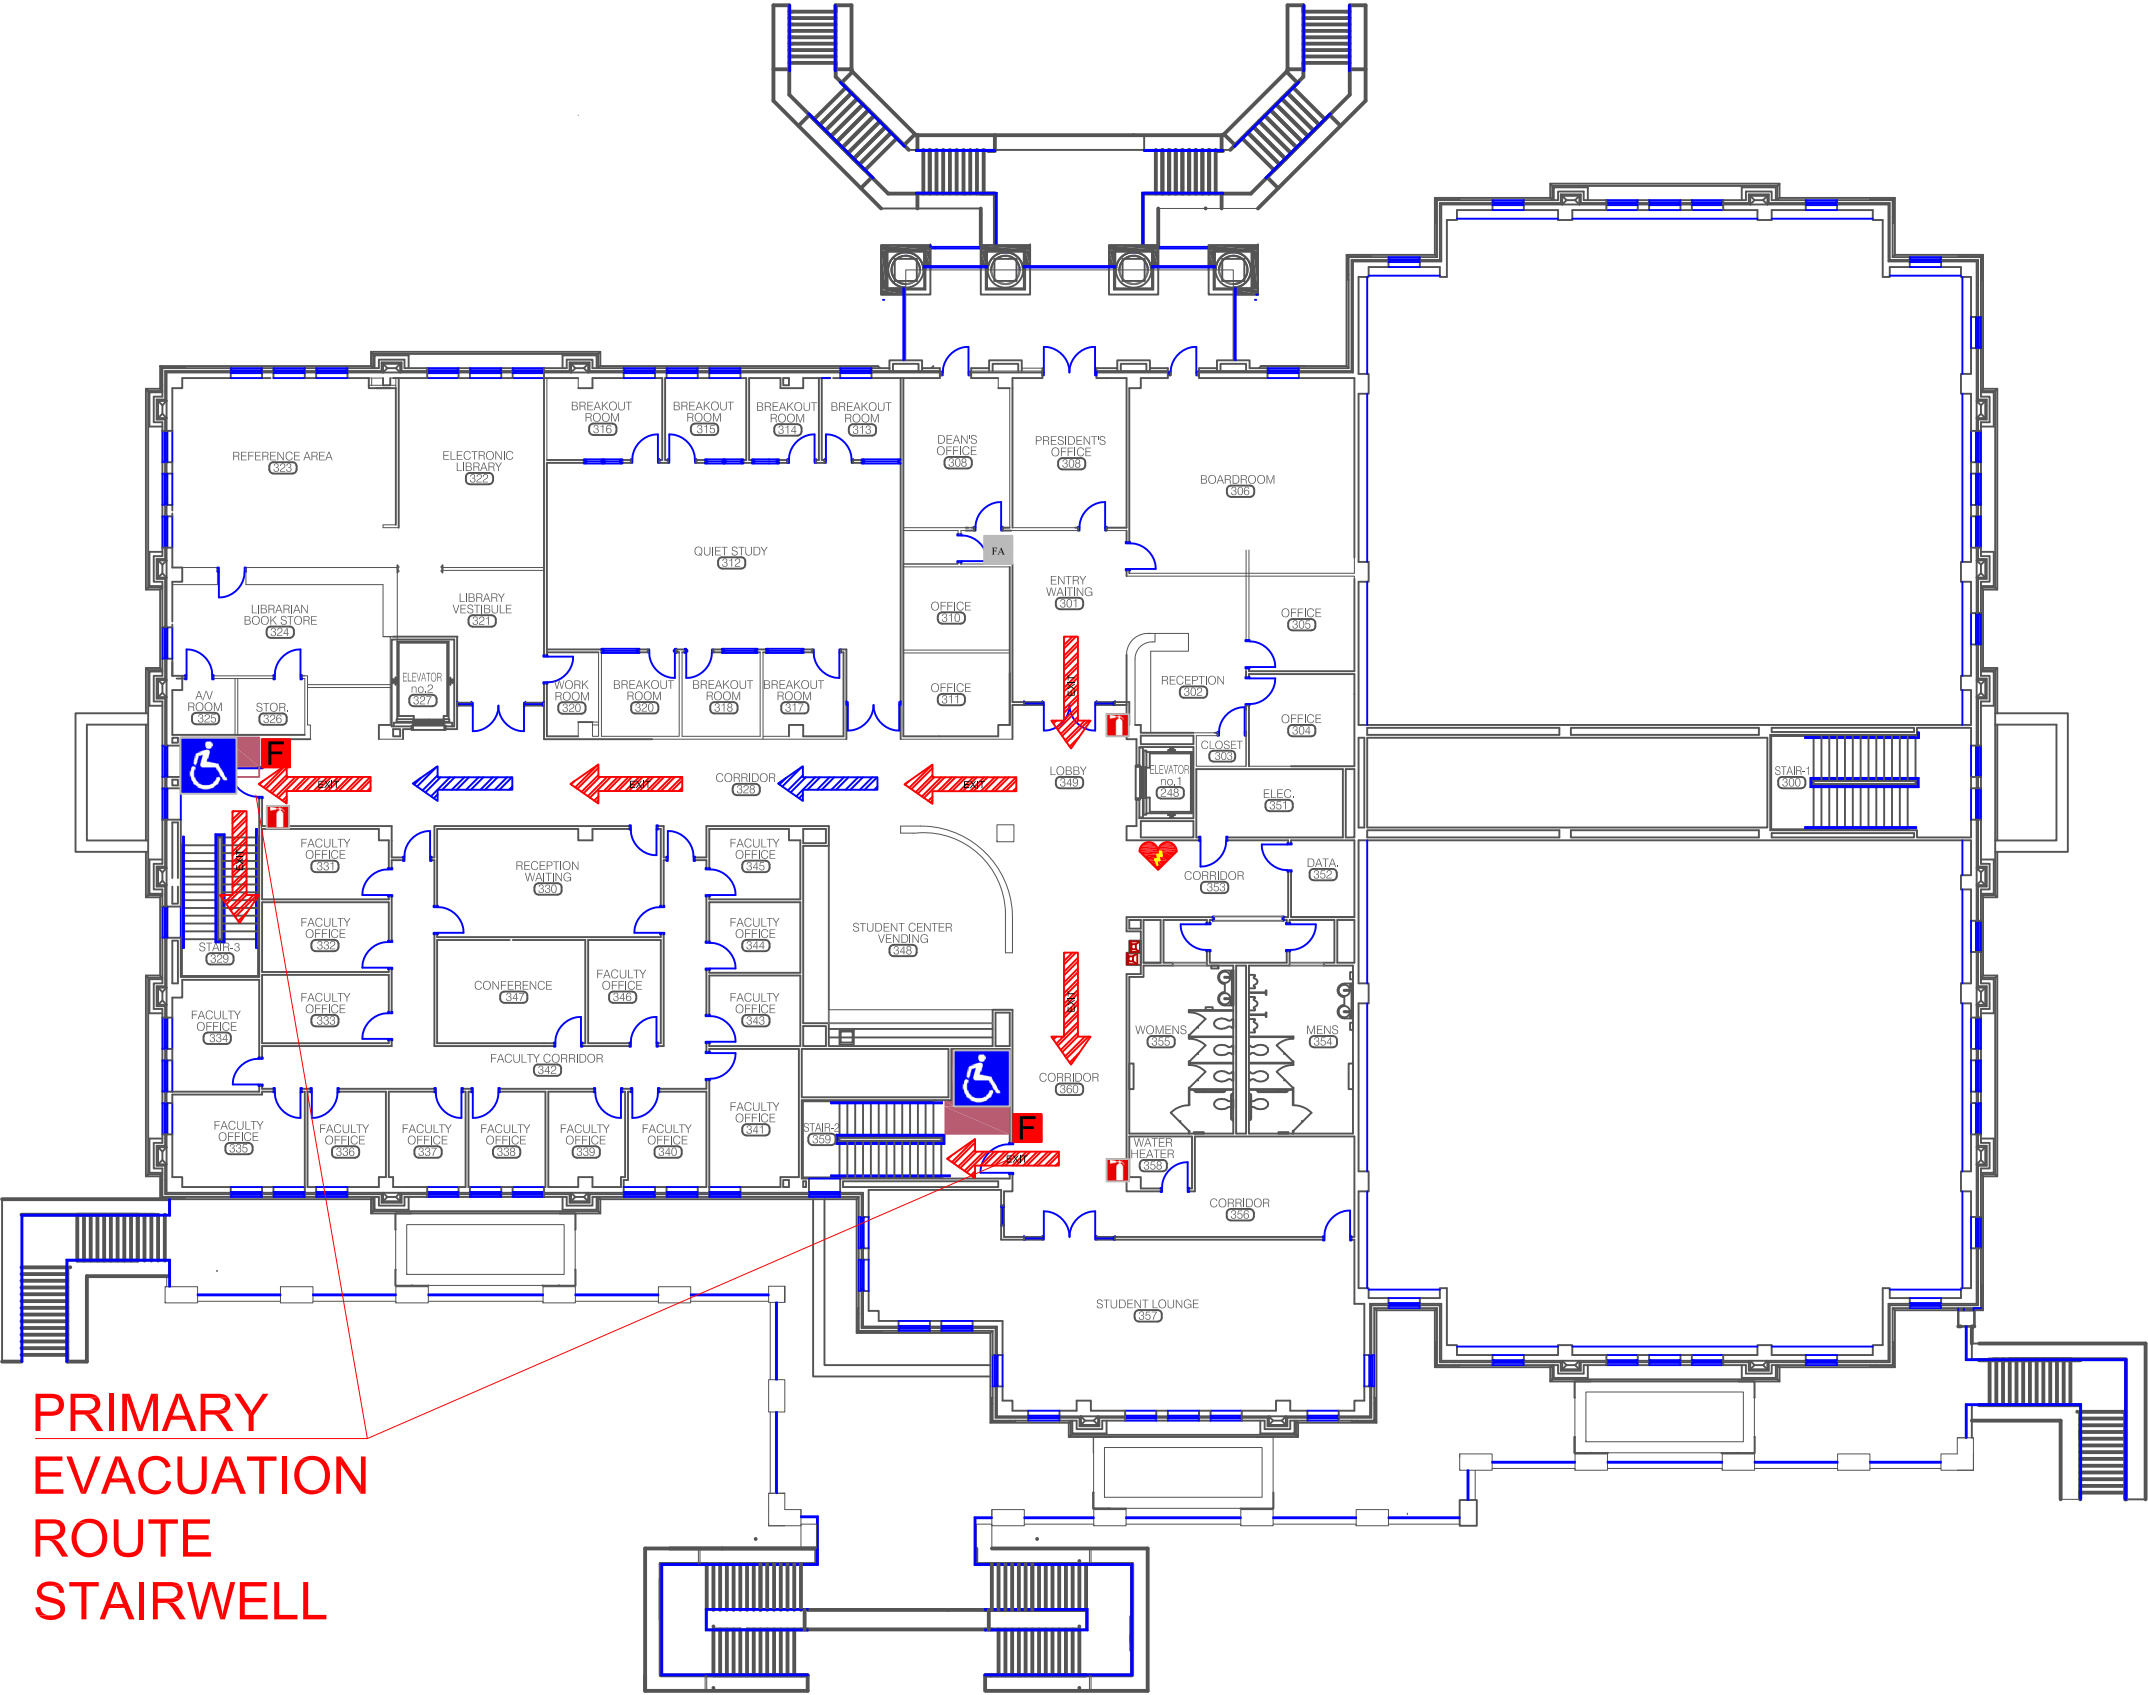 BREAKOUT
ROOM
316
BREAKOUT
ROOM
315
BREAKOUT
ROOM
314
BREAKOUT
ROOM
313
REFERENCE AREA
323
ELECTRONIC
LIBRARY
322
DEAN'S
OFFICE
308
PRESIDENT'S
OFFICE
308
BOARDROOM
306
QUIET STUDY
312
FA
ENTRY
WAITING
301
LIBRARIAN
BOOK STORE
324
LIBRARY
VESTIBULE
321
OFFICE
310
OFFICE
305
A/V
ROOM
325
STOR.
326
ELEVATOR
no.2
327
WORK
ROOM
320
BREAKOUT
ROOM
320
BREAKOUT
ROOM
318
BREAKOUT
ROOM
317
OFFICE
311
EXIT
RECEPTION
302
OFFICE
304
CLOSET
303
F
EXIT
EXIT
CORRIDOR
328
EXIT
LOBBY
349
ELEVATOR
no.1
248
ELEC.
351
STAIR-1
300
EXIT
FACULTY
OFFICE
331
RECEPTION
WAITING
330
FACULTY
OFFICE
345
CORRIDOR
353
DATA.
352
STAIR-3
329
FACULTY
OFFICE
332
FACULTY
OFFICE
344
STUDENT CENTER
VENDING
348
FACULTY
OFFICE
334
FACULTY
OFFICE
333
CONFERENCE
347
FACULTY
OFFICE
346
FACULTY
OFFICE
343
EXIT
WOMENS
355
MENS
354
FACULTY CORRIDOR
342
CORRIDOR
360
FACULTY
OFFICE
335
FACULTY
OFFICE
336
FACULTY
OFFICE
337
FACULTY
OFFICE
338
FACULTY
OFFICE
339
FACULTY
OFFICE
340
FACULTY
OFFICE
341
STAIR-2
359
F
EXIT
WATER
HEATER
358
CORRIDOR
356
STUDENT LOUNGE
357
PRIMARY
EVACUATION
ROUTE
STAIRWELL